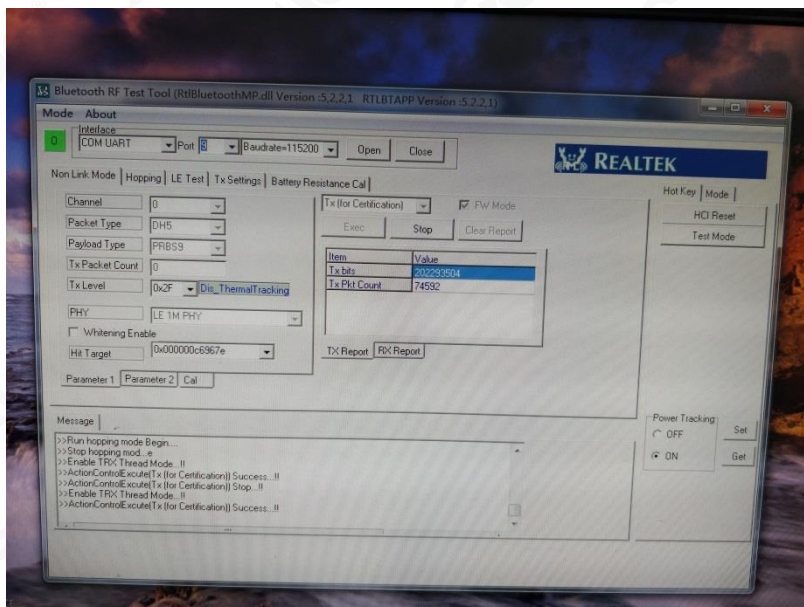 Bluetooth RF Test Tool (RtlBluetoothMP.dll Version :5,2,2,1 RTLBTAPP Version :5.2.2,1)
Mode About
0
Interface
COM UART Port 9 Baudrate=115200 Open Close
REALTEK
Non Link Mode Hopping LE Test Tx Settings Battery Resistance Cal
Hot Key Mode
Channel 0
Tx (for Certification) FW Mode
HCI Reset
Packet Type DH5
Exec Stop Clear Report
Test Mode
Payload Type PRBS9
Item Value
Tx Packet Count 0
Tx bits 202293504
Tx Level 0x2F Dis_ThermalTracking
Tx Pkt Count 74592
PHY LE 1M PHY
Whitening Enable
Hit Target 0x000000c6967e
TX Report RX Report
Parameter 1 Parameter 2 Cal
Message
Power Tracking
OFF Set
ON Get
>>Run hopping mode Begin....
>>Stop hopping mod...e
>>Enable TRX Thread Mode...!!
>>ActionControlExcute(Tx (for Certification)) Success...!!
>>ActionControlExcute(Tx (for Certification)) Stop...!!
>>Enable TRX Thread Mode...!!
>>ActionControlExcute(Tx (for Certification)) Success...!!